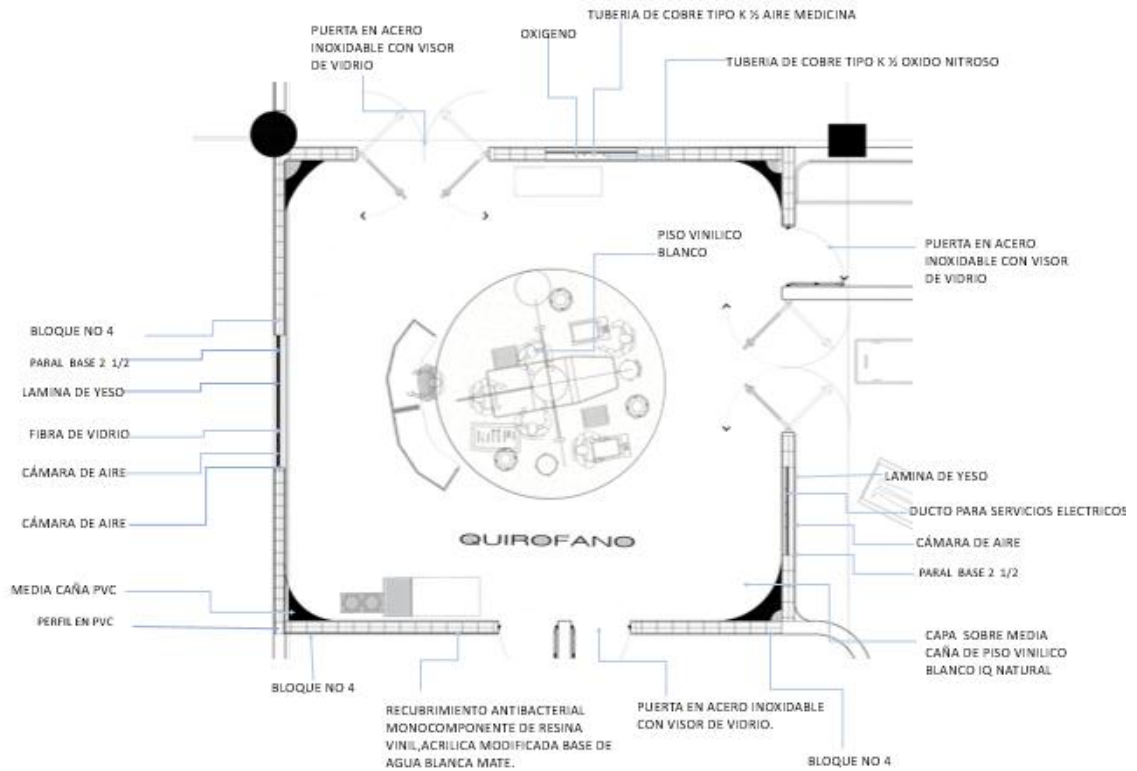 TUBERIA DE COBRE TIPO K ½ AIRE MEDICINA
PUERTA EN ACERO
INOXIDABLE CON VISOR
DE VIDRIO
OXIGENO
TUBERIA DE COBRE TIPO K ½ OXIDO NITROSO
PISO VINILICO
BLANCO
PUERTA EN ACERO
INOXIDABLE CON VISOR
DE VIDRIO
BLOQUE NO 4
PARAL BASE 2 1/2
LAMINA DE YESO
FIBRA DE VIDRIO
CÁMARA DE AIRE
CÁMARA DE AIRE
LAMINA DE YESO
DUCTO PARA SERVICIOS ELECTRICOS
CÁMARA DE AIRE
PARAL BASE 2 1/2
QUIROFANO
MEDIA CAÑA PVC
PERFIL EN PVC
CAPA SOBRE MEDIA
CAÑA DE PISO VINILICO
BLANCO IQ NATURAL
BLOQUE NO 4
RECUBRIMIENTO ANTIBACTERIAL
MONOCOMPONENTE DE RESINA
VINIL,ACRILICA MODIFICADA BASE DE
AGUA BLANCA MATE.
PUERTA EN ACERO INOXIDABLE
CON VISOR DE VIDRIO.
BLOQUE NO 4